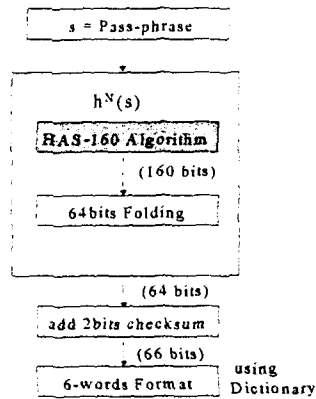 s = Pass-phrase
h^N(s)
HAS-160 Algorithm
(160 bits)
64bits Folding
(64 bits)
add 2bits checksum
(66 bits)
6-words Format
using
Dictionary